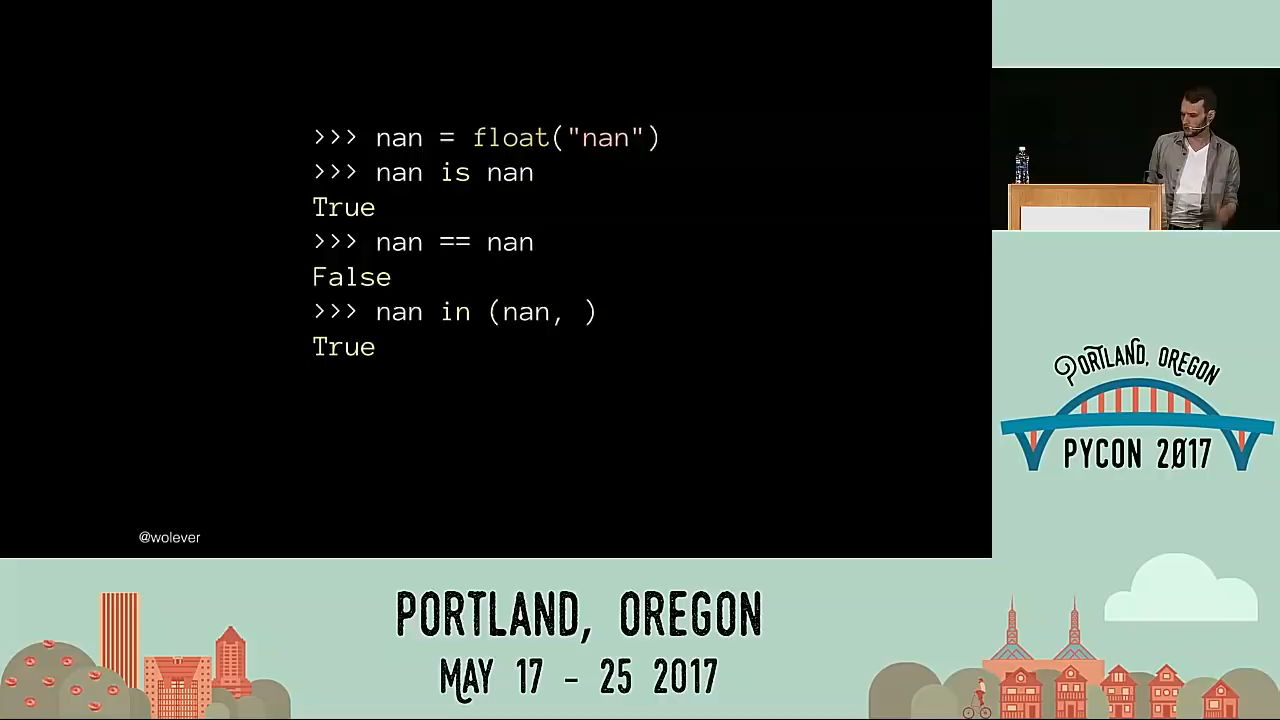 >>> nan = float("nan")
>>> nan is nan
True
>>> nan == nan
False
>>> nan in (nan, )
True
@wolever
PORTLAND, OREGON
PYCON 2017
PORTLAND, OREGON
MAY 17 - 25 2017